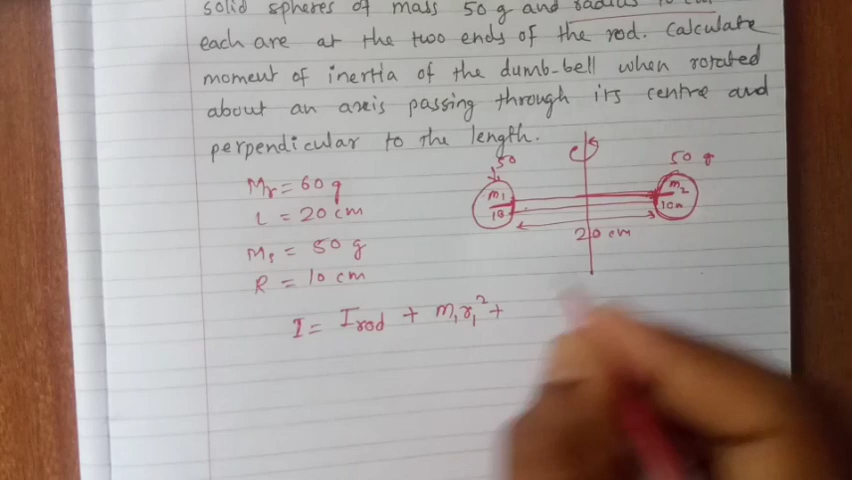 solid spheres of mass 50 g and radius 10 cm
each are at the two ends of the rod. Calculate
moment of inertia of the dumb-bell when rotated
about an axis passing through its centre and
perpendicular to the length.
50
50 g
Mr = 60 g
m1
m2
10
10cm
L = 20 cm
20 cm
Ms = 50 g
R = 10 cm
I = Irod + m₁r₁² +